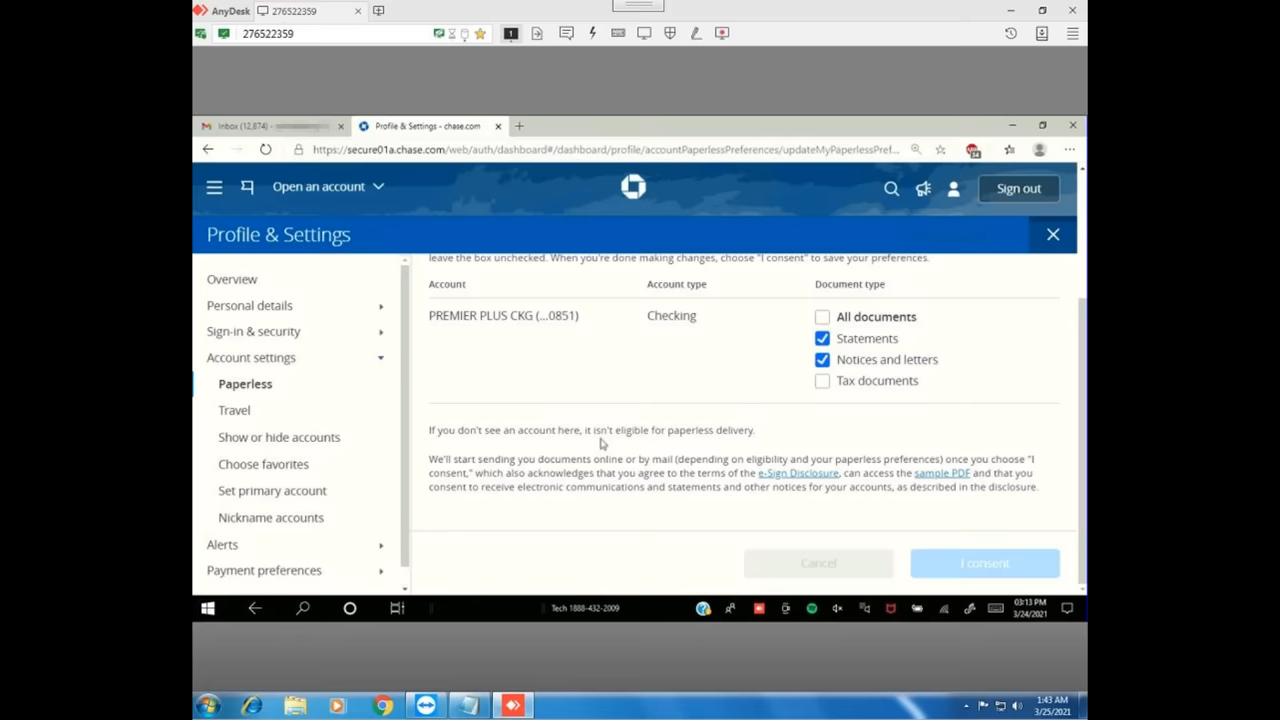 AnyDesk
276522359
276522359
1
Inbox (12,874) -
Profile & Settings - chase.com
https://secure01a.chase.com/web/auth/dashboard#/dashboard/profile/accountPaperlessPreferences/updateMyPaperlessPref...
Open an account
Sign out
Profile & Settings
leave the box unchecked. When you're done making changes, choose "I consent" to save your preferences.
Overview
Personal details
Sign-in & security
Account settings
Paperless
Travel
Show or hide accounts
Choose favorites
Set primary account
Nickname accounts
Alerts
Payment preferences
Account
Account type
Document type
PREMIER PLUS CKG (...0851)
Checking
All documents
Statements
Notices and letters
Tax documents
If you don't see an account here, it isn't eligible for paperless delivery.
We'll start sending you documents online or by mail (depending on eligibility and your paperless preferences) once you choose "I
consent," which also acknowledges that you agree to the terms of the e-Sign Disclosure, can access the sample PDF and that you
consent to receive electronic communications and statements and other notices for your accounts, as described in the disclosure.
Cancel
I consent
Tech 1888-432-2009
03:13 PM
3/24/2021
1:43 AM
3/25/2021